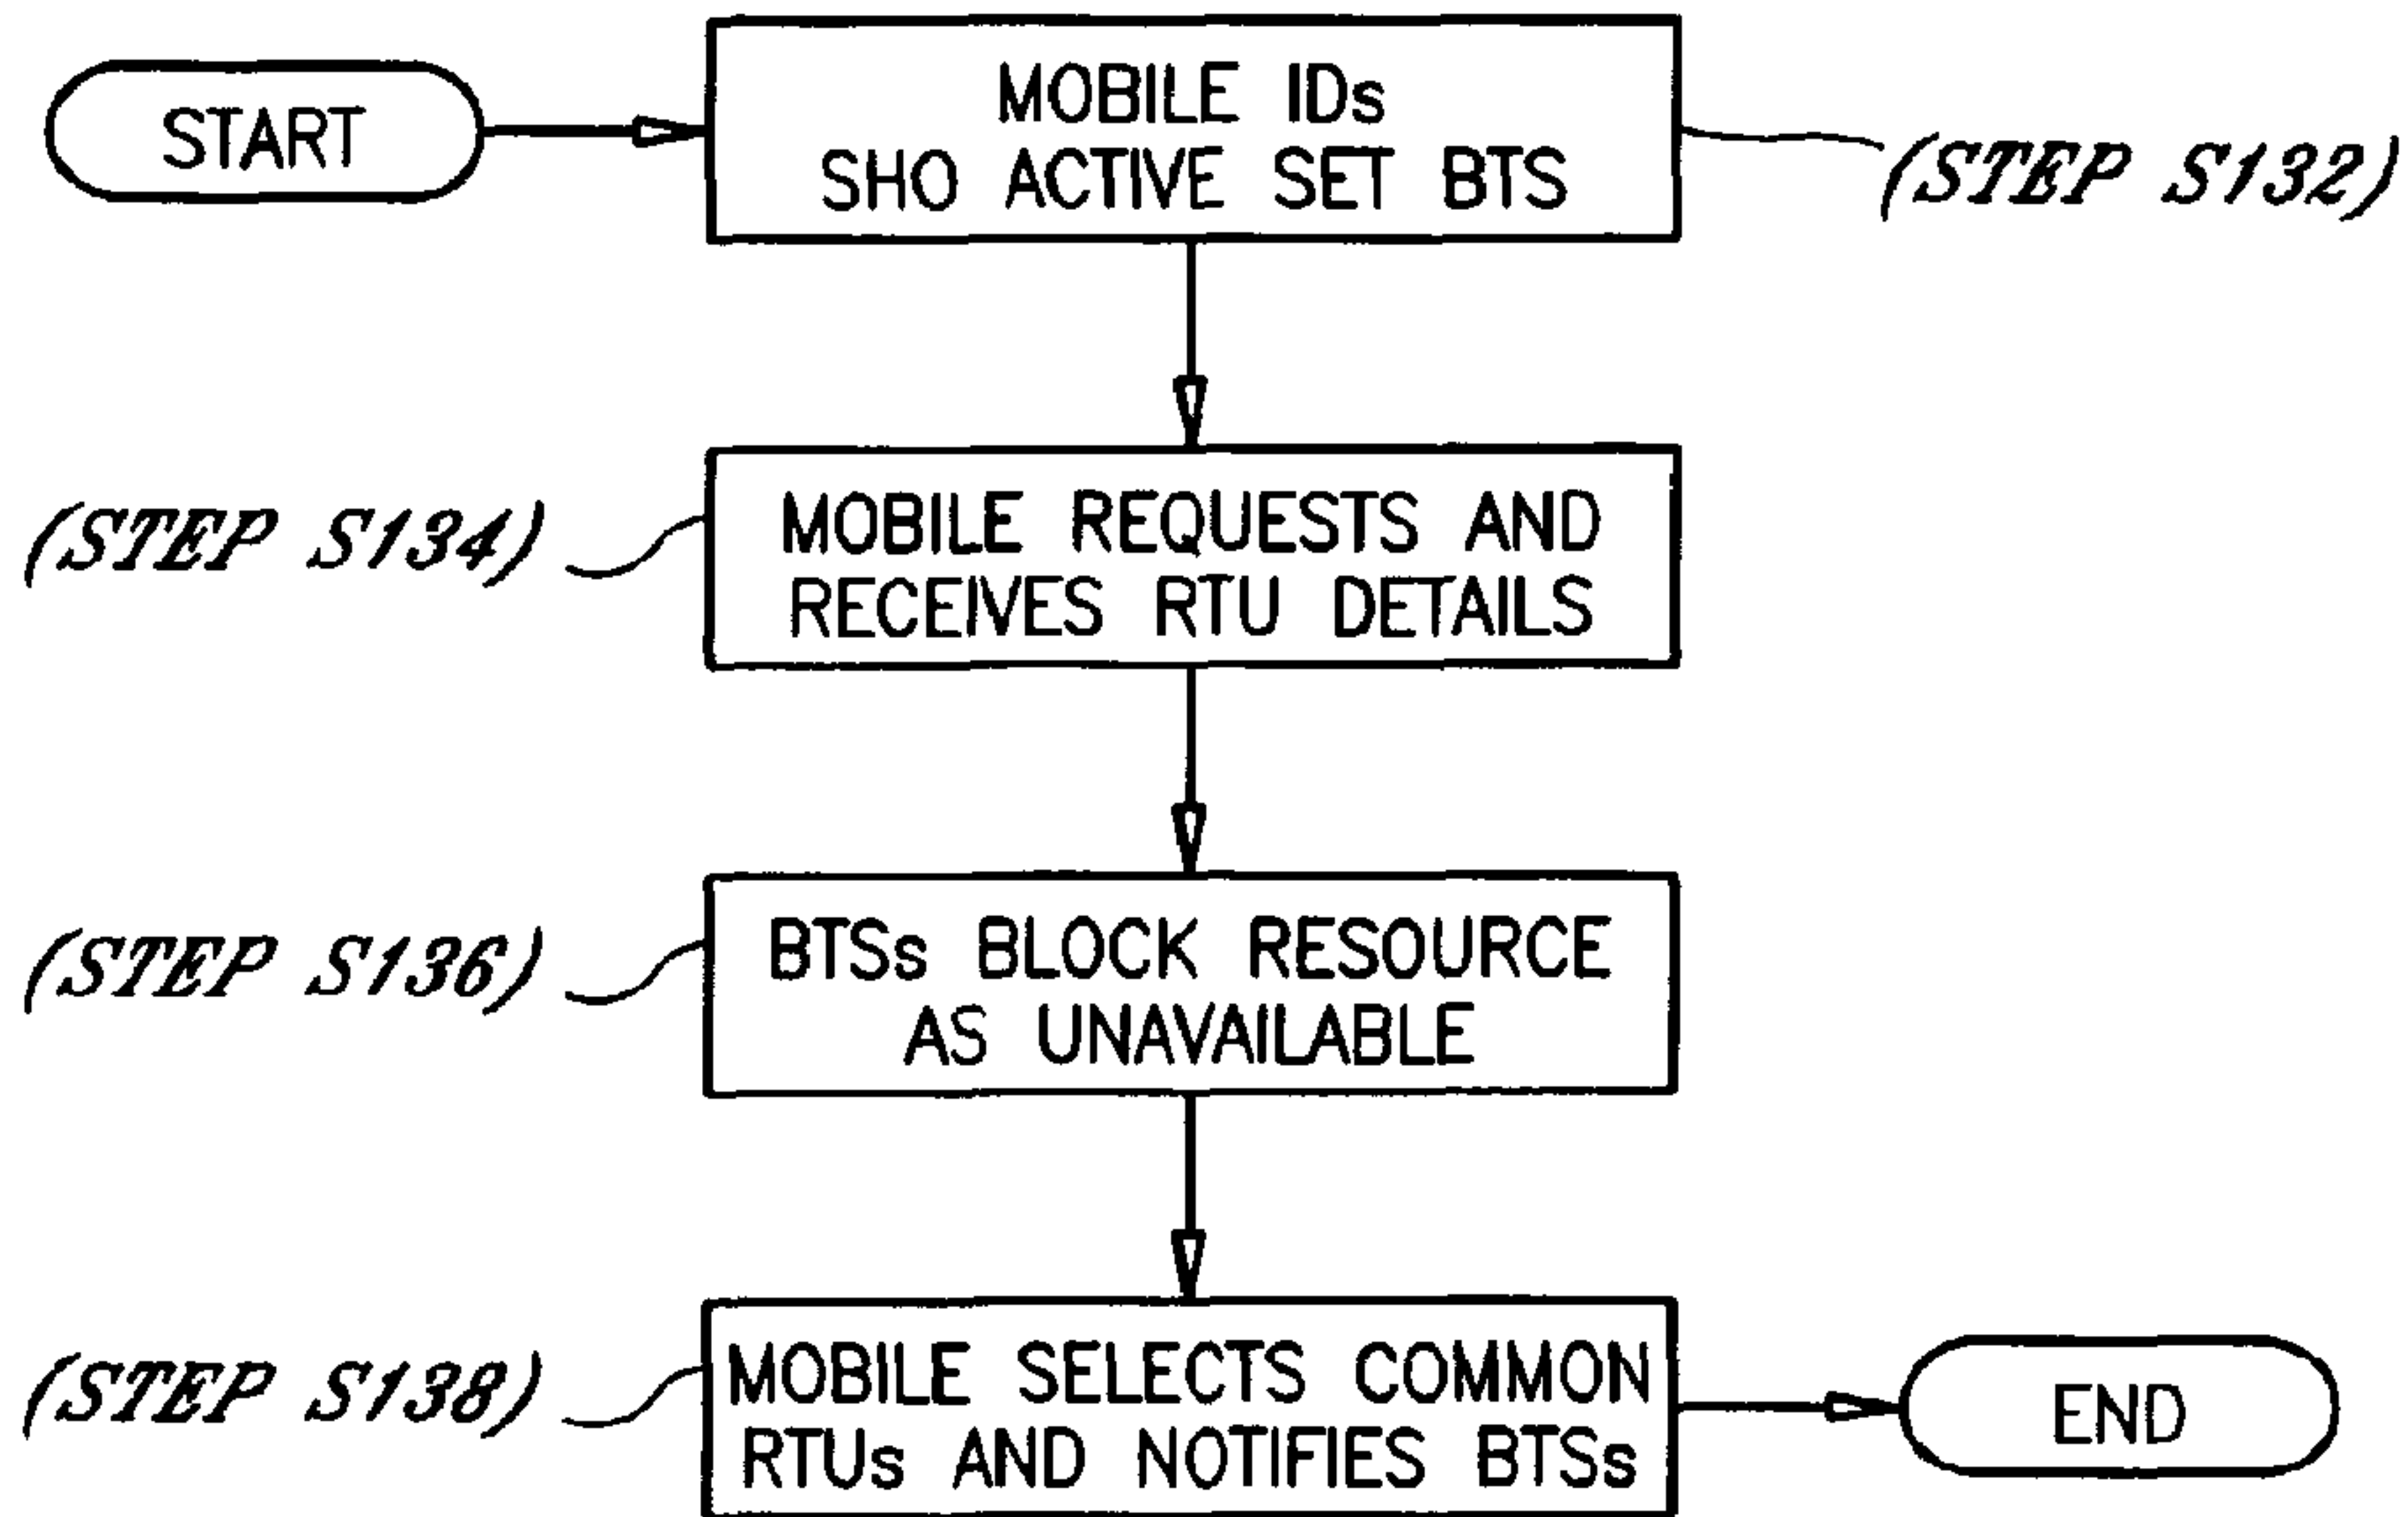 START
MOBILE IDs
SHO ACTIVE SET BTS
(STEP S132)
(STEP S134)
MOBILE REQUESTS AND
RECEIVES RTU DETAILS
(STEP S136)
BTSs BLOCK RESOURCE
AS UNAVAILABLE
(STEP S138)
MOBILE SELECTS COMMON
RTUs AND NOTIFIES BTSs
END